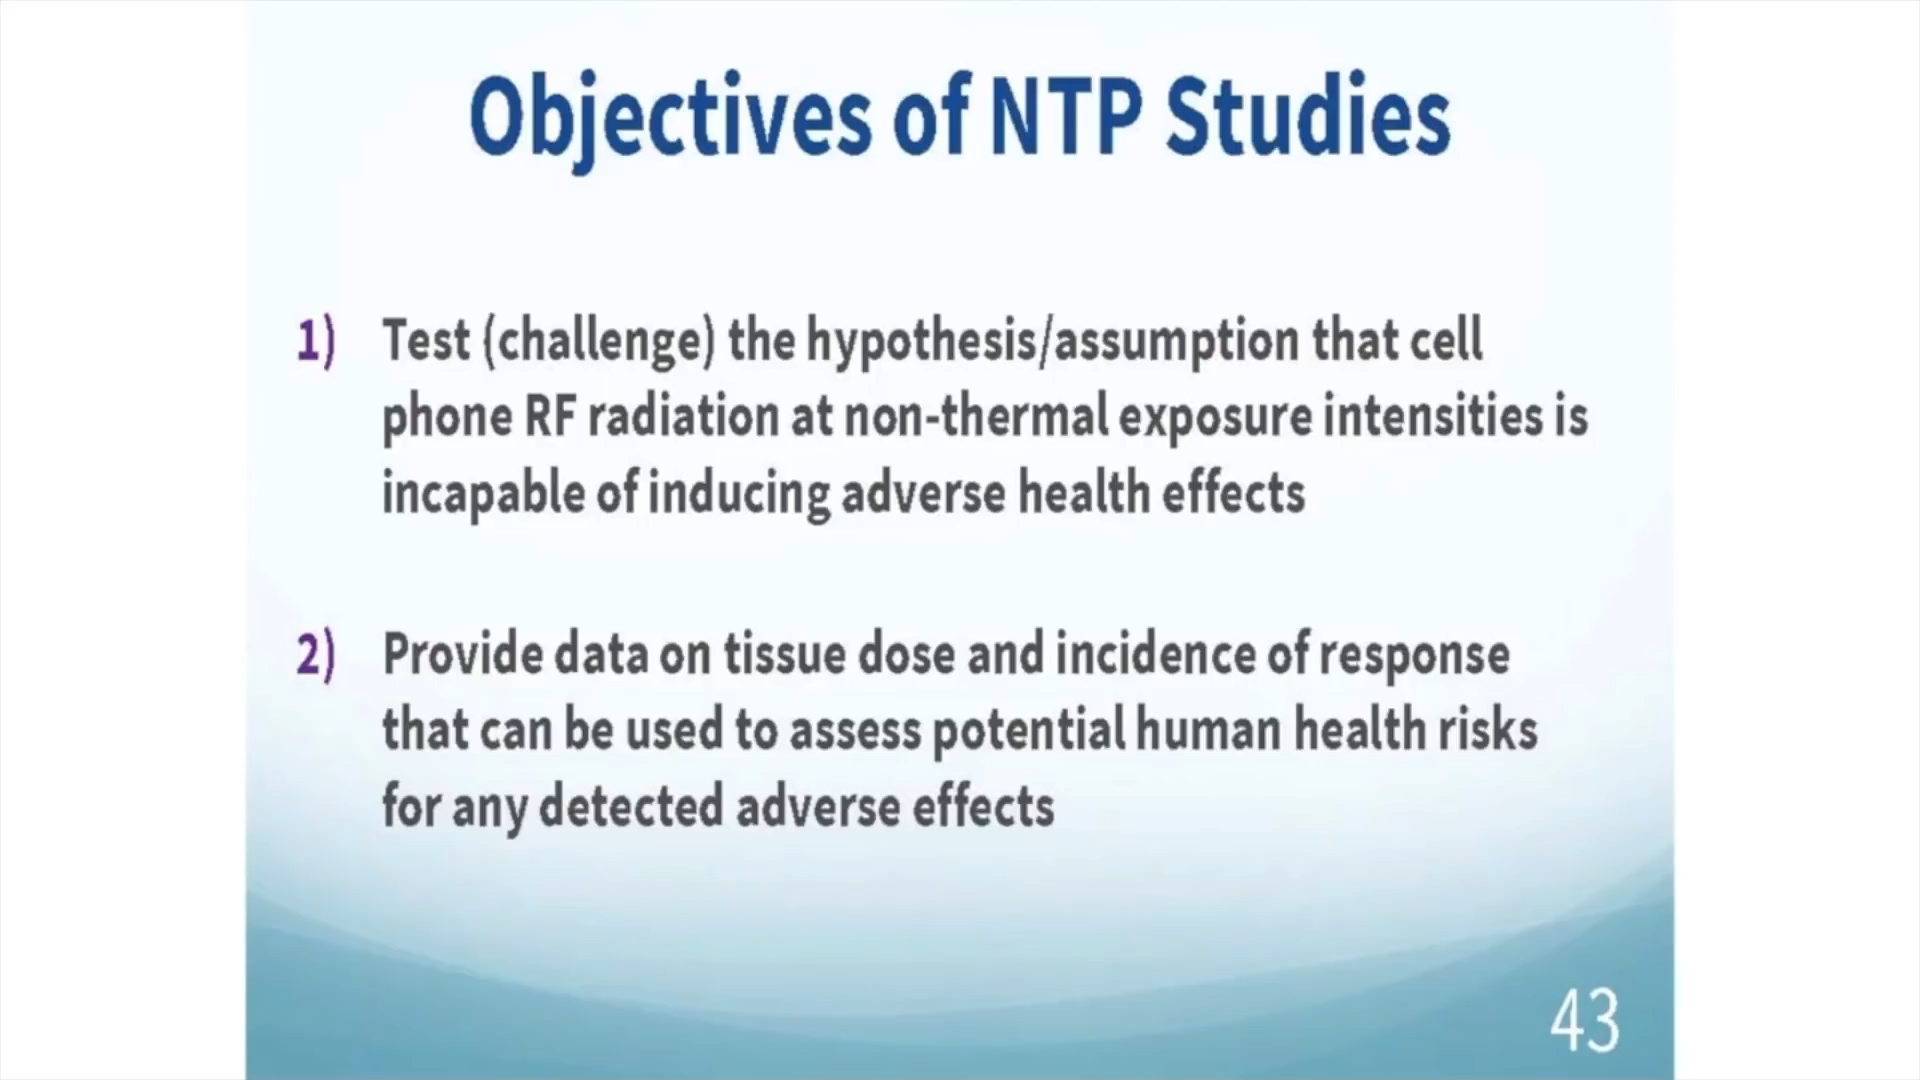 Objectives of NTP Studies
1) Test (challenge) the hypothesis/assumption that cell
phone RF radiation at non-thermal exposure intensities is
incapable of inducing adverse health effects
2) Provide data on tissue dose and incidence of response
that can be used to assess potential human health risks
for any detected adverse effects
43